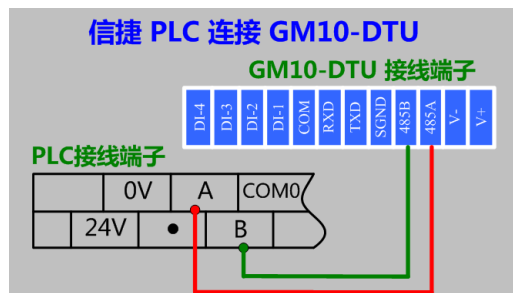 信捷 PLC 连接 GM10-DTU
GM10-DTU 接线端子
DI-4 DI-3 DI-2 DI-1 COM RXD TXD SGND 485B 485A V- V+
PLC接线端子
0V A COM0
24V • B